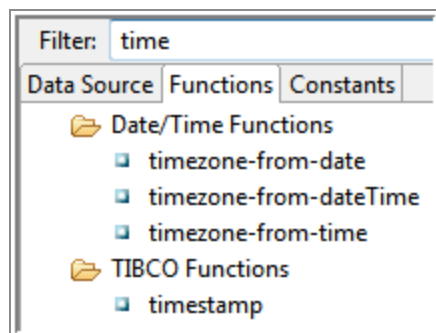 Filter: time
Data Source Functions Constants
Date/Time Functions
timezone-from-date
timezone-from-dateTime
timezone-from-time
TIBCO Functions
timestamp